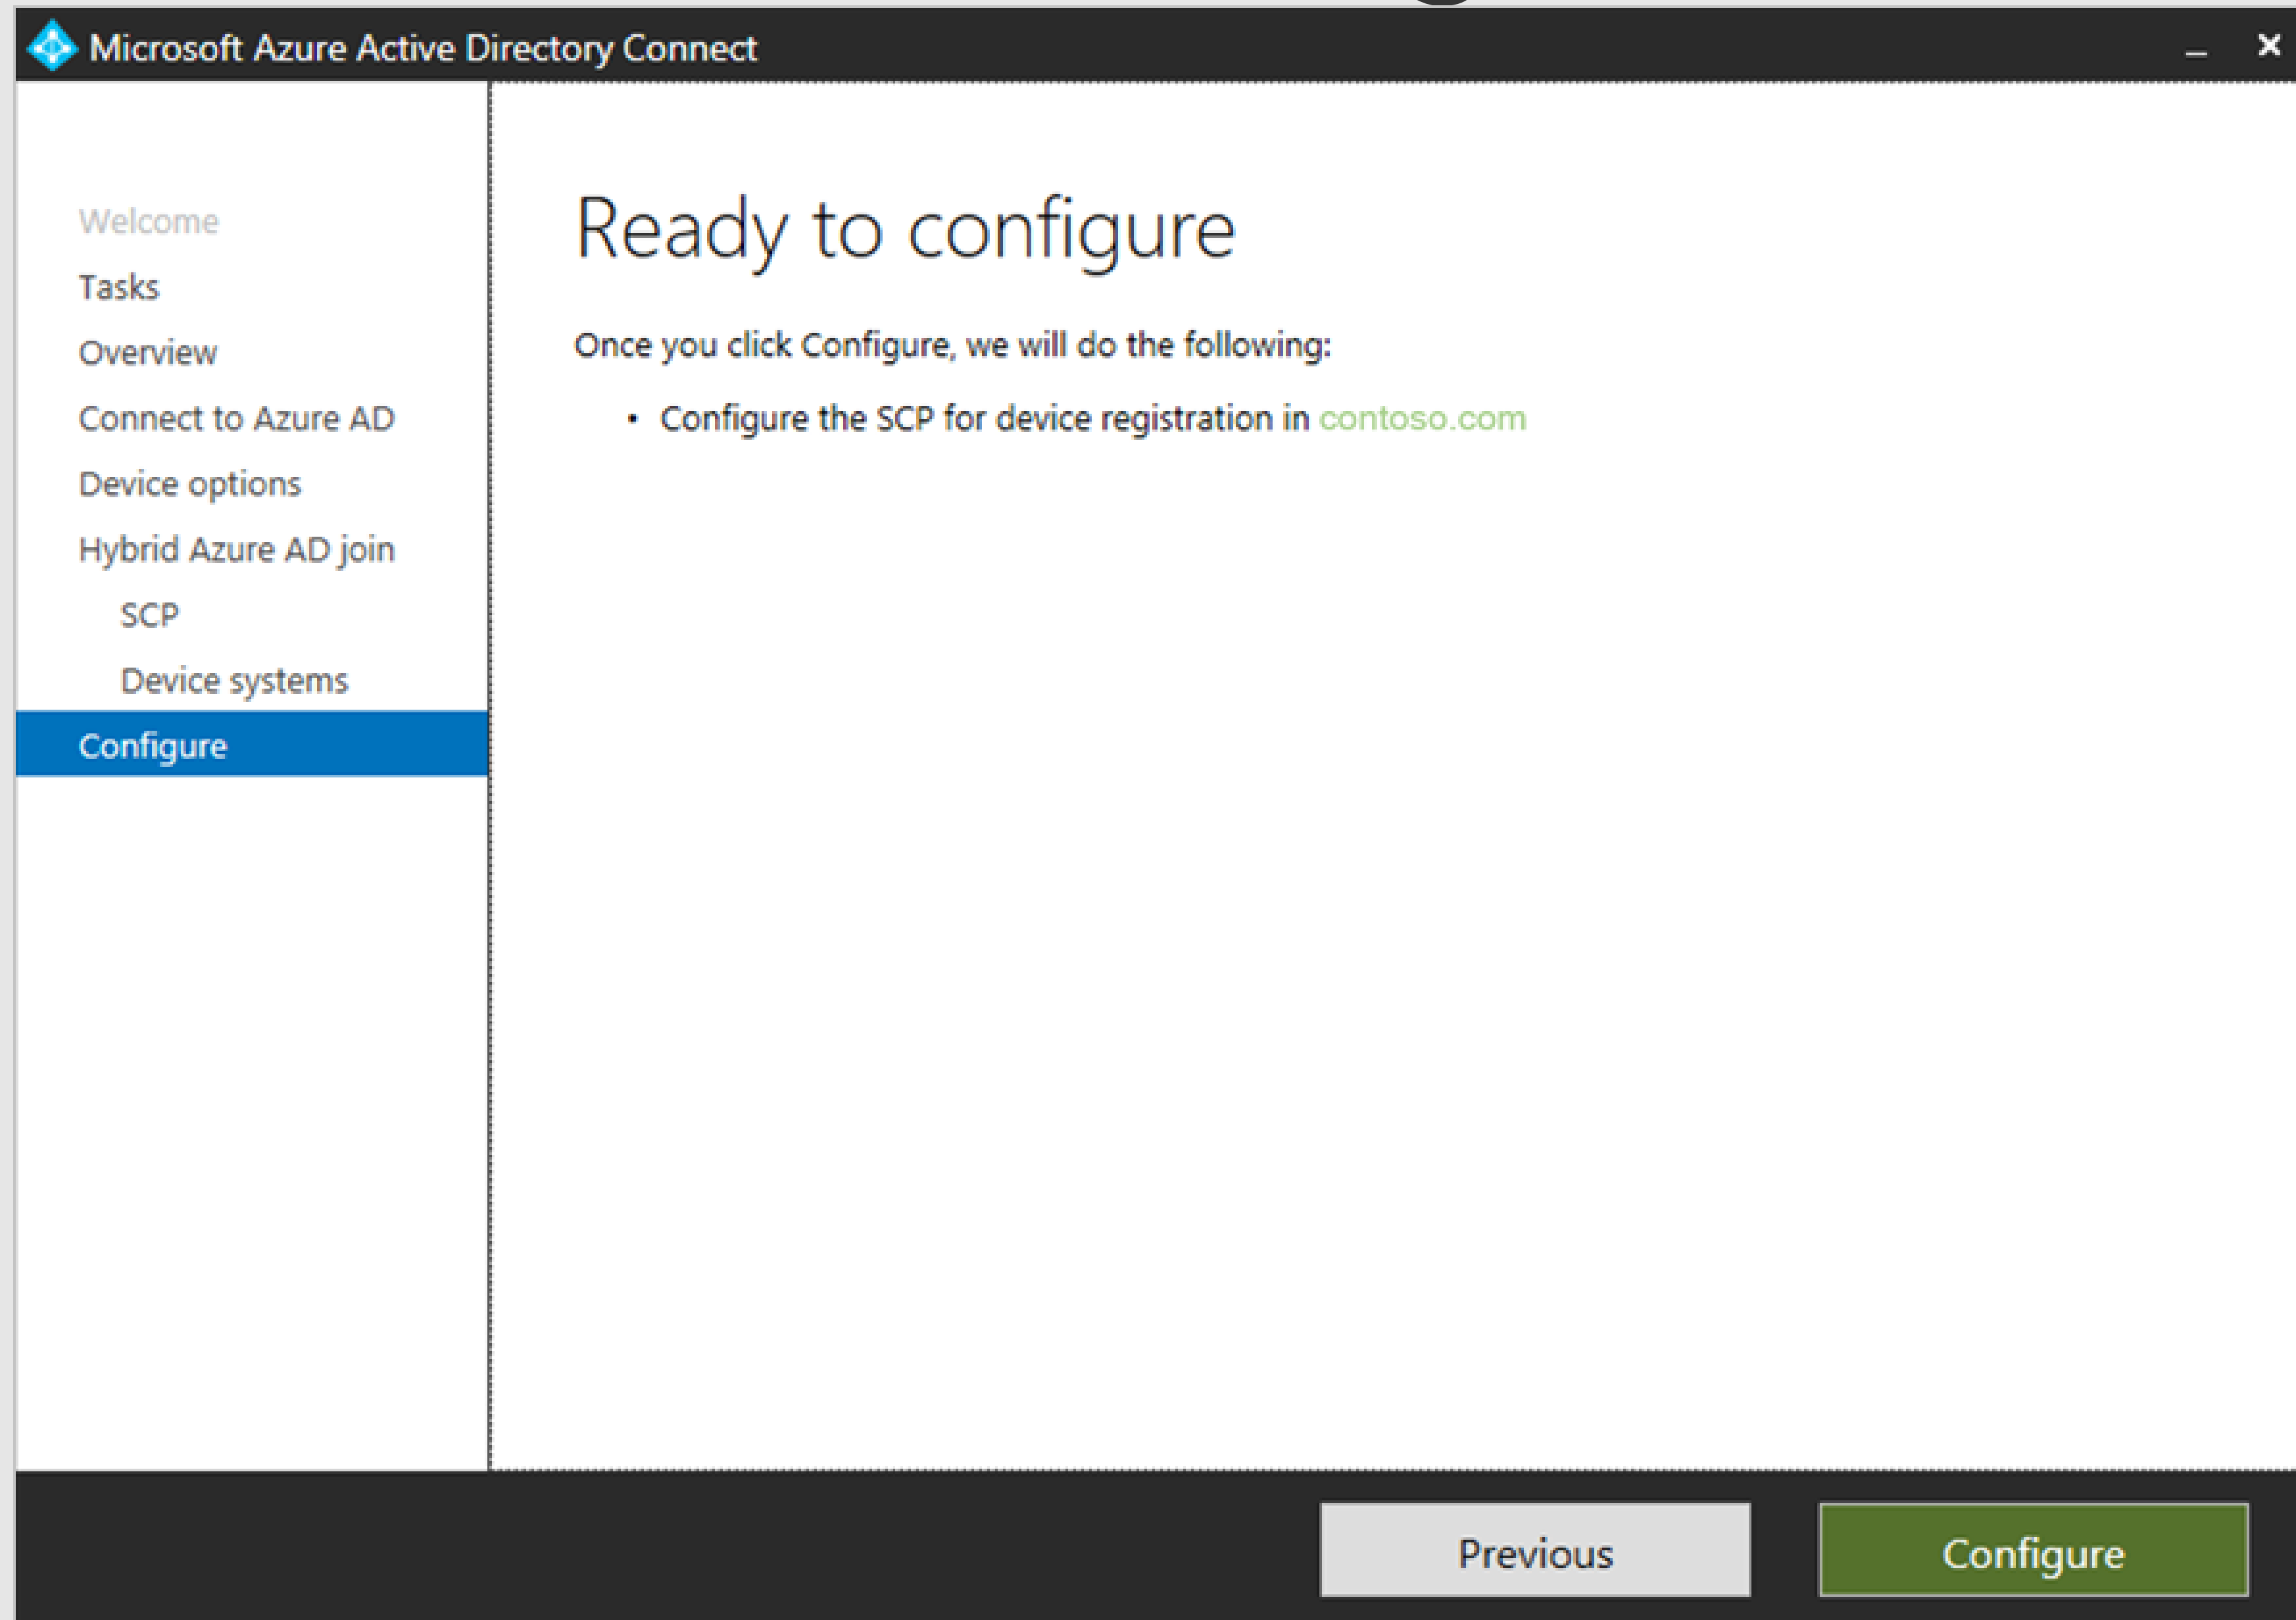 Microsoft Azure Active Directory Connect
Welcome
Tasks
Overview
Connect to Azure AD
Device options
Hybrid Azure AD join
SCP
Device systems
Configure
Ready to configure
Once you click Configure, we will do the following:
• Configure the SCP for device registration in contoso.com
Previous
Configure